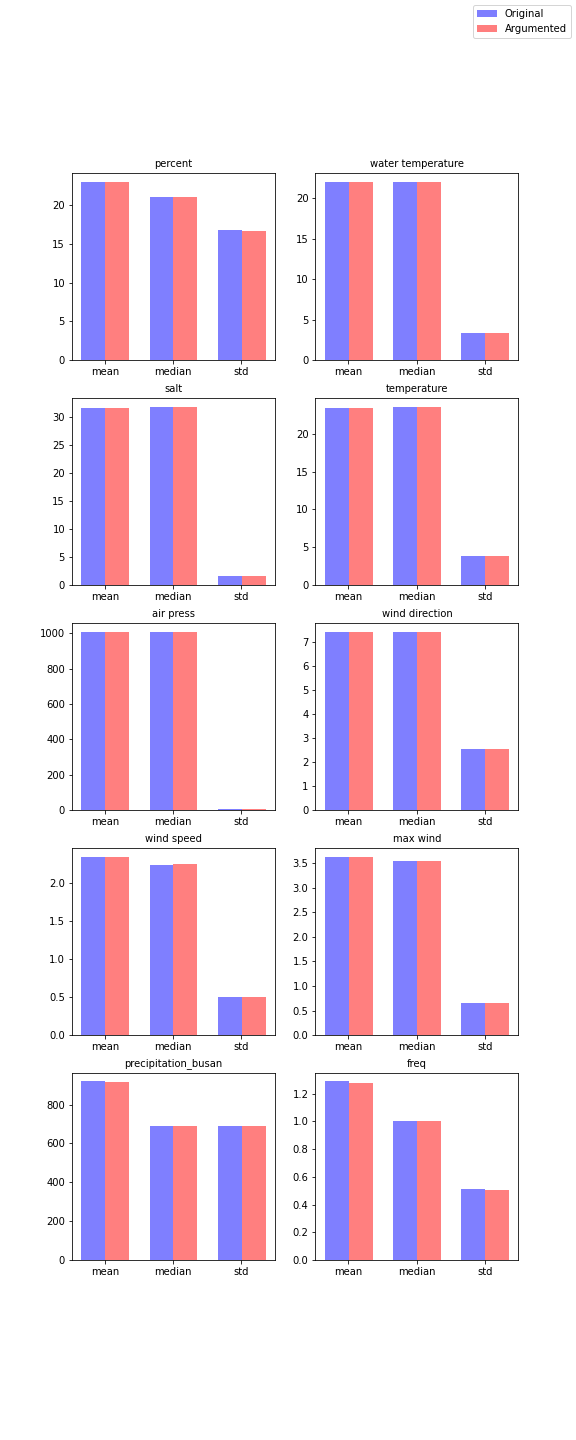 Original
Argumented
percent
20
15
10
5
0
mean median std
water temperature
20
15
10
5
0
mean median std
salt
30
25
20
15
10
5
0
mean median std
temperature
20
15
10
5
0
mean median std
air press
1000
800
600
400
200
0
mean median std
wind direction
7
6
5
4
3
2
1
0
mean median std
wind speed
2.0
1.5
1.0
0.5
0.0
mean median std
max wind
3.5
3.0
2.5
2.0
1.5
1.0
0.5
0.0
mean median std
precipitation_busan
800
600
400
200
0
mean median std
freq
1.2
1.0
0.8
0.6
0.4
0.2
0.0
mean median std